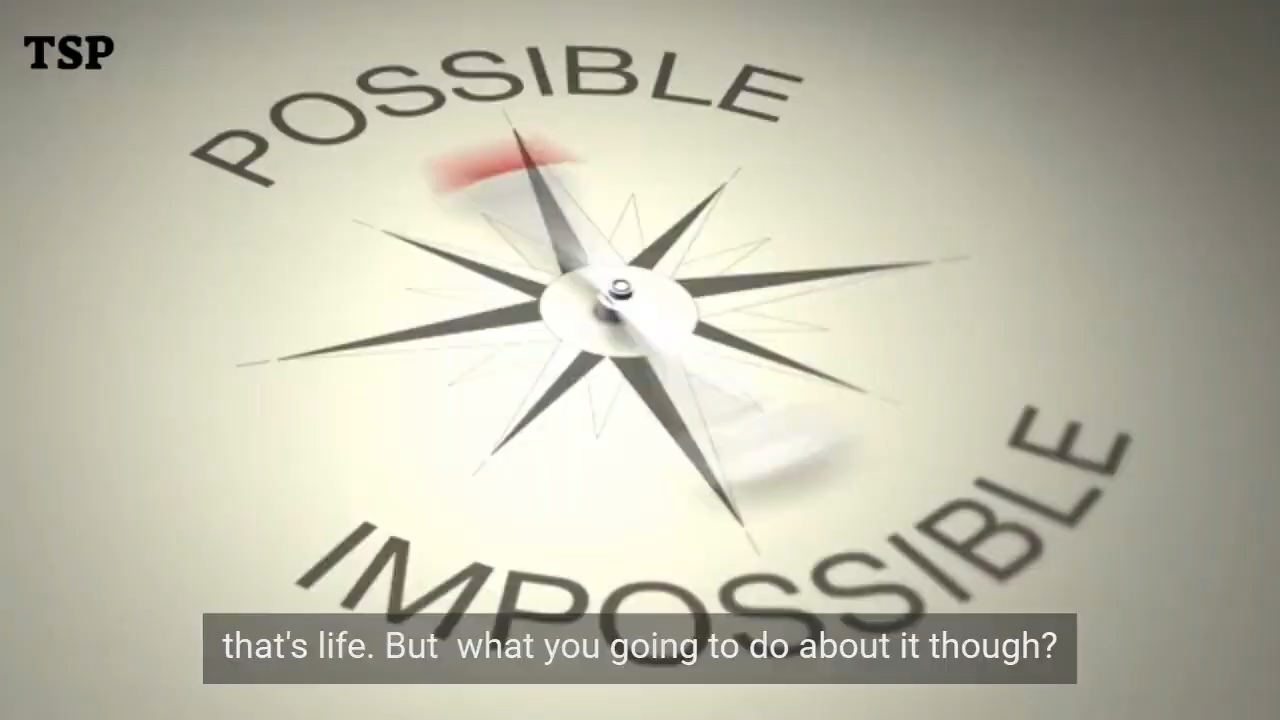 TSP
POSSIBLE
IMPOSSIBLE
that's life. But  what you going to do about it though?